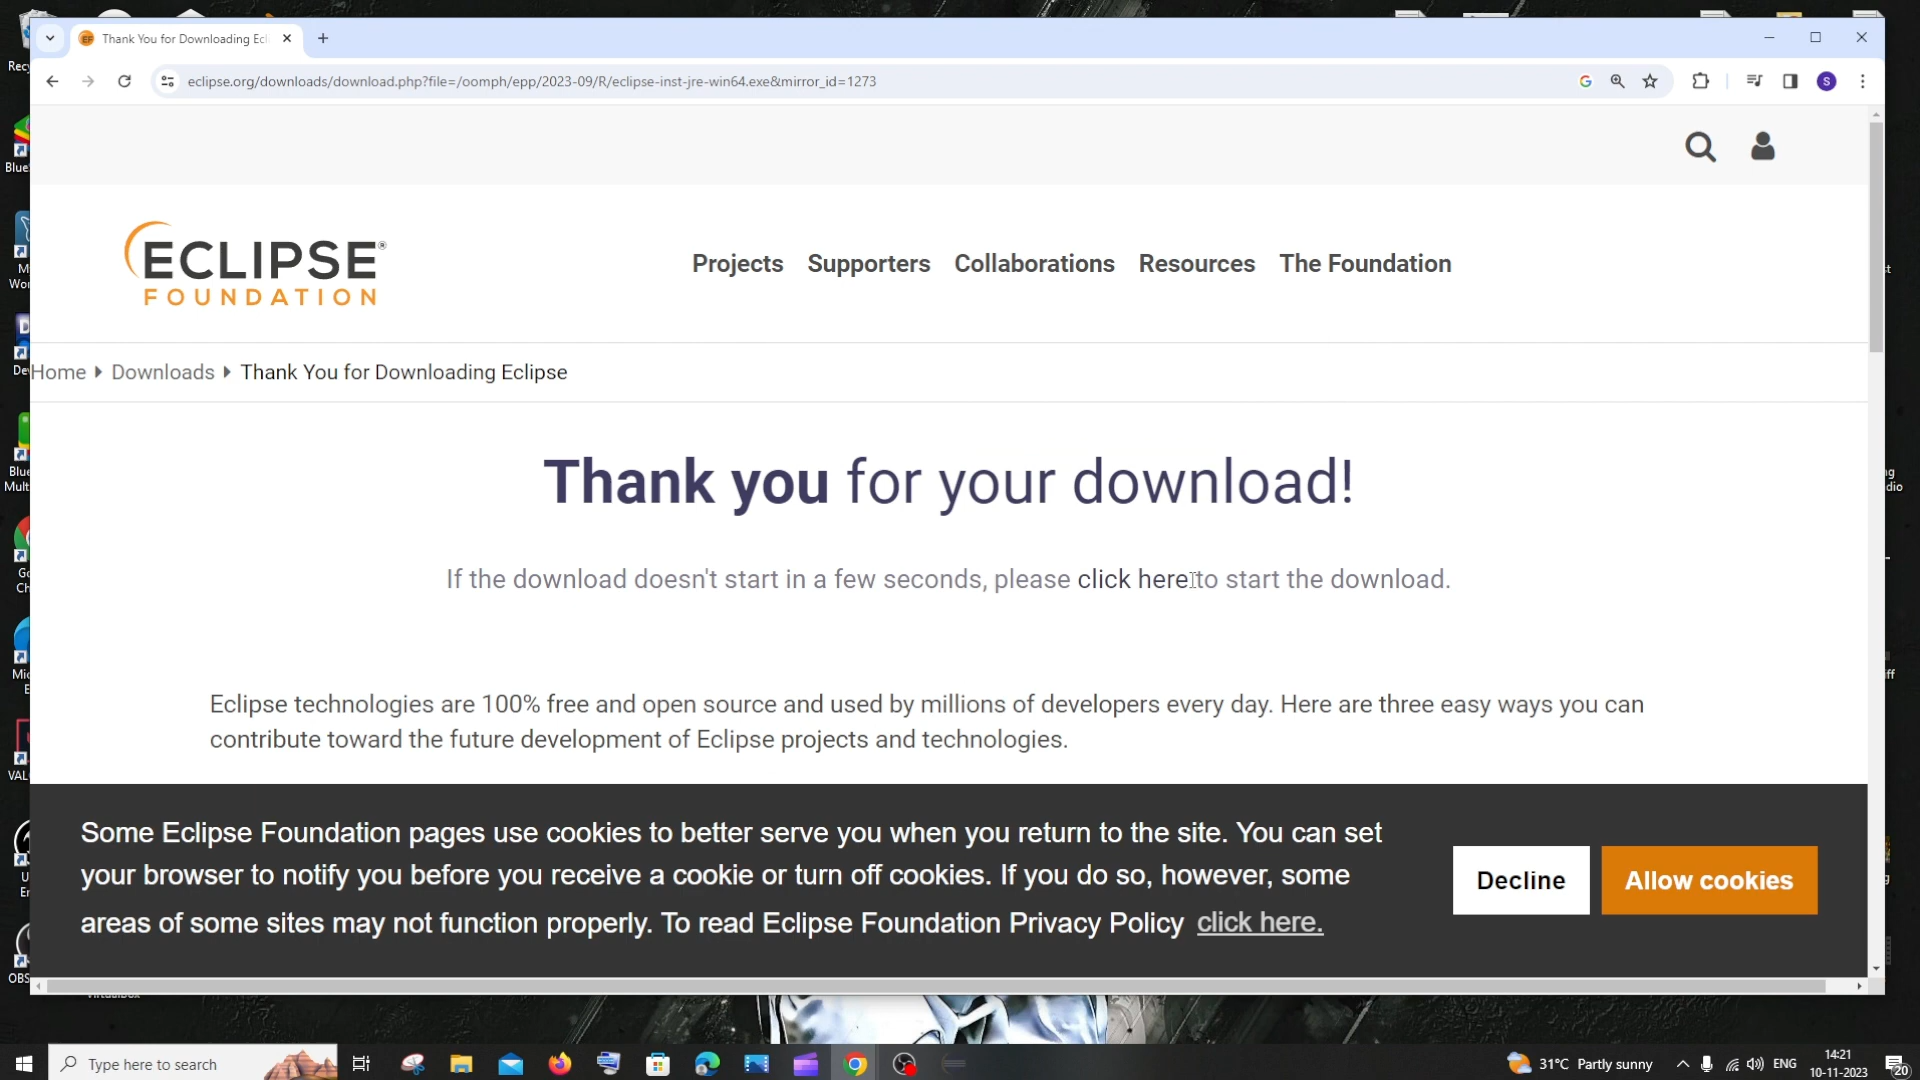 Thank You for Downloading Ecl
eclipse.org/downloads/download.php?file=/oomph/epp/2023-09/R/eclipse-inst-jre-win64.exe&mirror_id=1273
S
ECLIPSE®
FOUNDATION
Projects Supporters Collaborations Resources The Foundation
Home Downloads Thank You for Downloading Eclipse
Thank you for your download!
If the download doesn't start in a few seconds, please click here to start the download.
Eclipse technologies are 100% free and open source and used by millions of developers every day. Here are three easy ways you can
contribute toward the future development of Eclipse projects and technologies.
Some Eclipse Foundation pages use cookies to better serve you when you return to the site. You can set
your browser to notify you before you receive a cookie or turn off cookies. If you do so, however, some
areas of some sites may not function properly. To read Eclipse Foundation Privacy Policy click here.
Decline
Allow cookies
Type here to search
31°C Partly sunny
ENG
14:21
10-11-2023
20